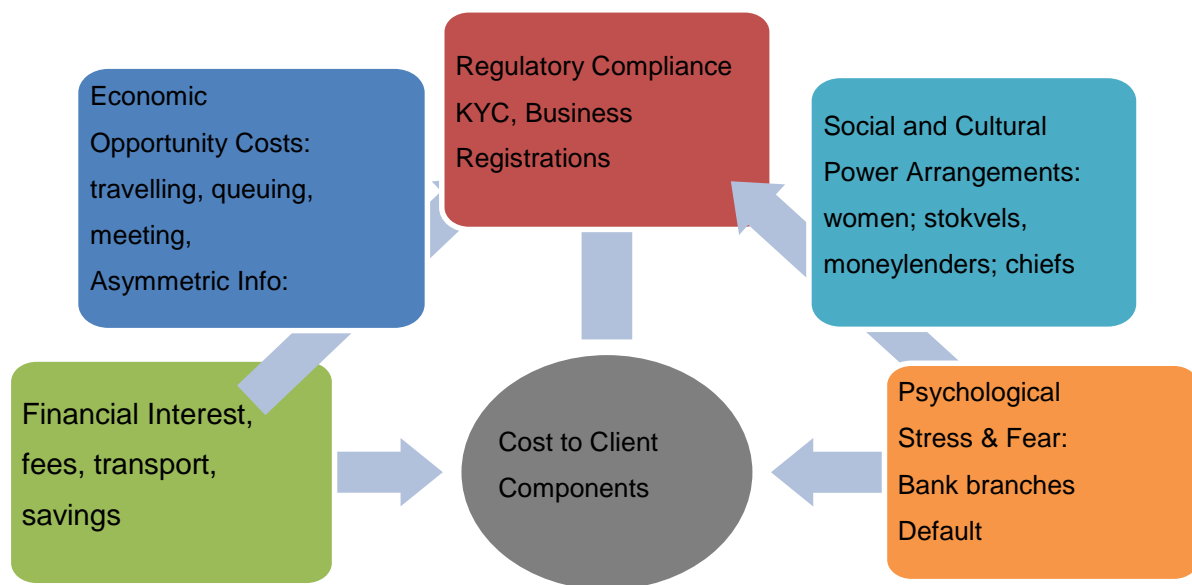 Economic
Opportunity Costs:
travelling, queuing,
meeting,
Asymmetric Info:
Regulatory Compliance
KYC, Business
Registrations
Social and Cultural
Power Arrangements:
women; stokvels,
moneylenders; chiefs
Financial Interest,
fees, transport,
savings
Cost to Client
Components
Psychological
Stress & Fear:
Bank branches
Default